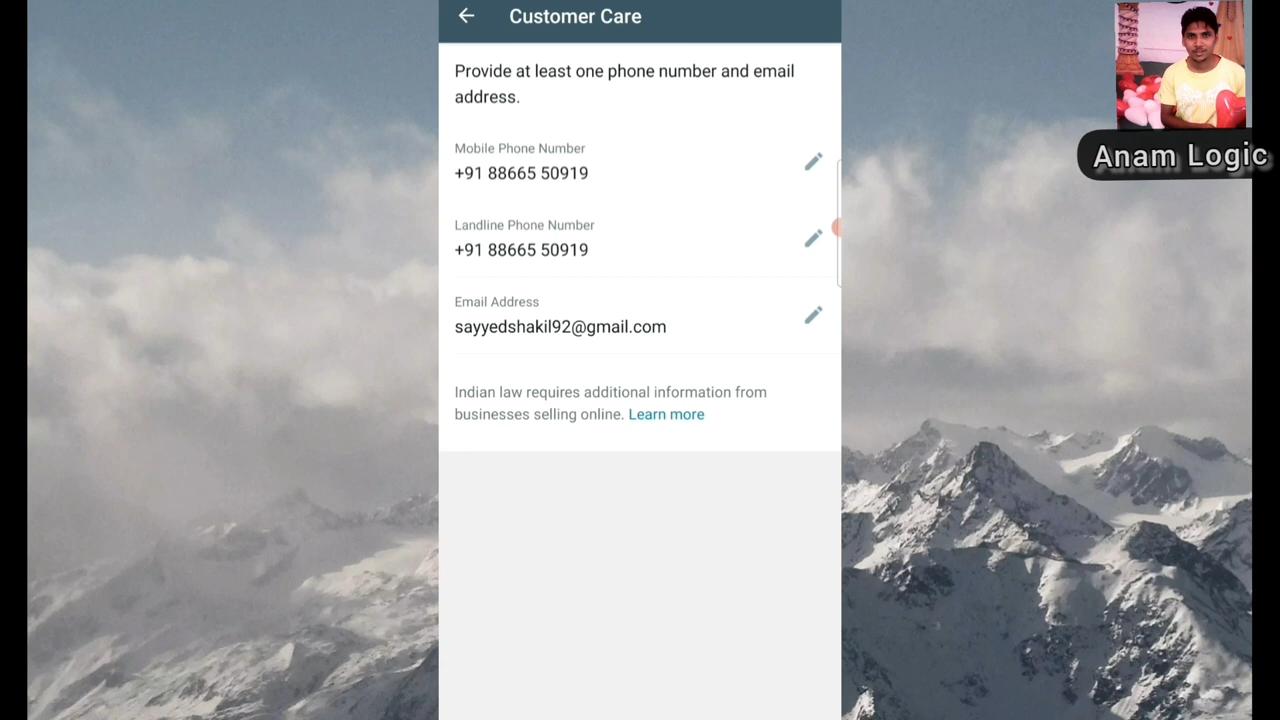 Customer Care
Anam Logic
Provide at least one phone number and email
address.
Mobile Phone Number
+91 88665 50919
Landline Phone Number
+91 88665 50919
Email Address
sayyedshakil92@gmail.com
Indian law requires additional information from
businesses selling online. Learn more